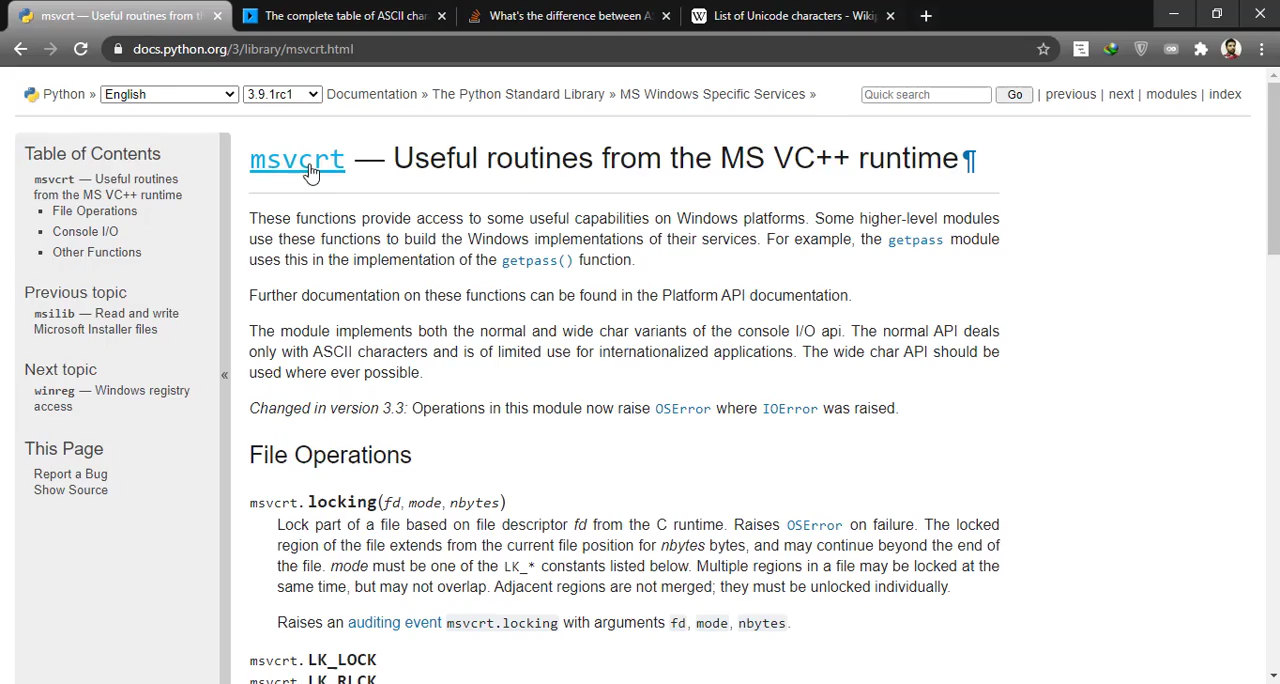 msvcrt — Useful routines from t
The complete table of ASCII cha
What's the difference between A
List of Unicode characters - Wiki
docs.python.org/3/library/msvcrt.html
Python » English 3.9.1rc1 Documentation » The Python Standard Library » MS Windows Specific Services » Quick search Go | previous | next | modules | index
Table of Contents
msvcrt — Useful routines
from the MS VC++ runtime
File Operations
Console I/O
Other Functions
Previous topic
msilib — Read and write
Microsoft Installer files
Next topic
winreg — Windows registry
access
This Page
Report a Bug
Show Source
«
msvcrt — Useful routines from the MS VC++ runtime¶
These functions provide access to some useful capabilities on Windows platforms. Some higher-level modules
use these functions to build the Windows implementations of their services. For example, the getpass module
uses this in the implementation of the getpass() function.
Further documentation on these functions can be found in the Platform API documentation.
The module implements both the normal and wide char variants of the console I/O api. The normal API deals
only with ASCII characters and is of limited use for internationalized applications. The wide char API should be
used where ever possible.
Changed in version 3.3: Operations in this module now raise OSError where IOError was raised.
File Operations
msvcrt.locking(fd, mode, nbytes)
Lock part of a file based on file descriptor fd from the C runtime. Raises OSError on failure. The locked
region of the file extends from the current file position for nbytes bytes, and may continue beyond the end of
the file. mode must be one of the LK_* constants listed below. Multiple regions in a file may be locked at the
same time, but may not overlap. Adjacent regions are not merged; they must be unlocked individually.
Raises an auditing event msvcrt.locking with arguments fd, mode, nbytes.
msvcrt.LK_LOCK
msvcrt.LK_RLCK